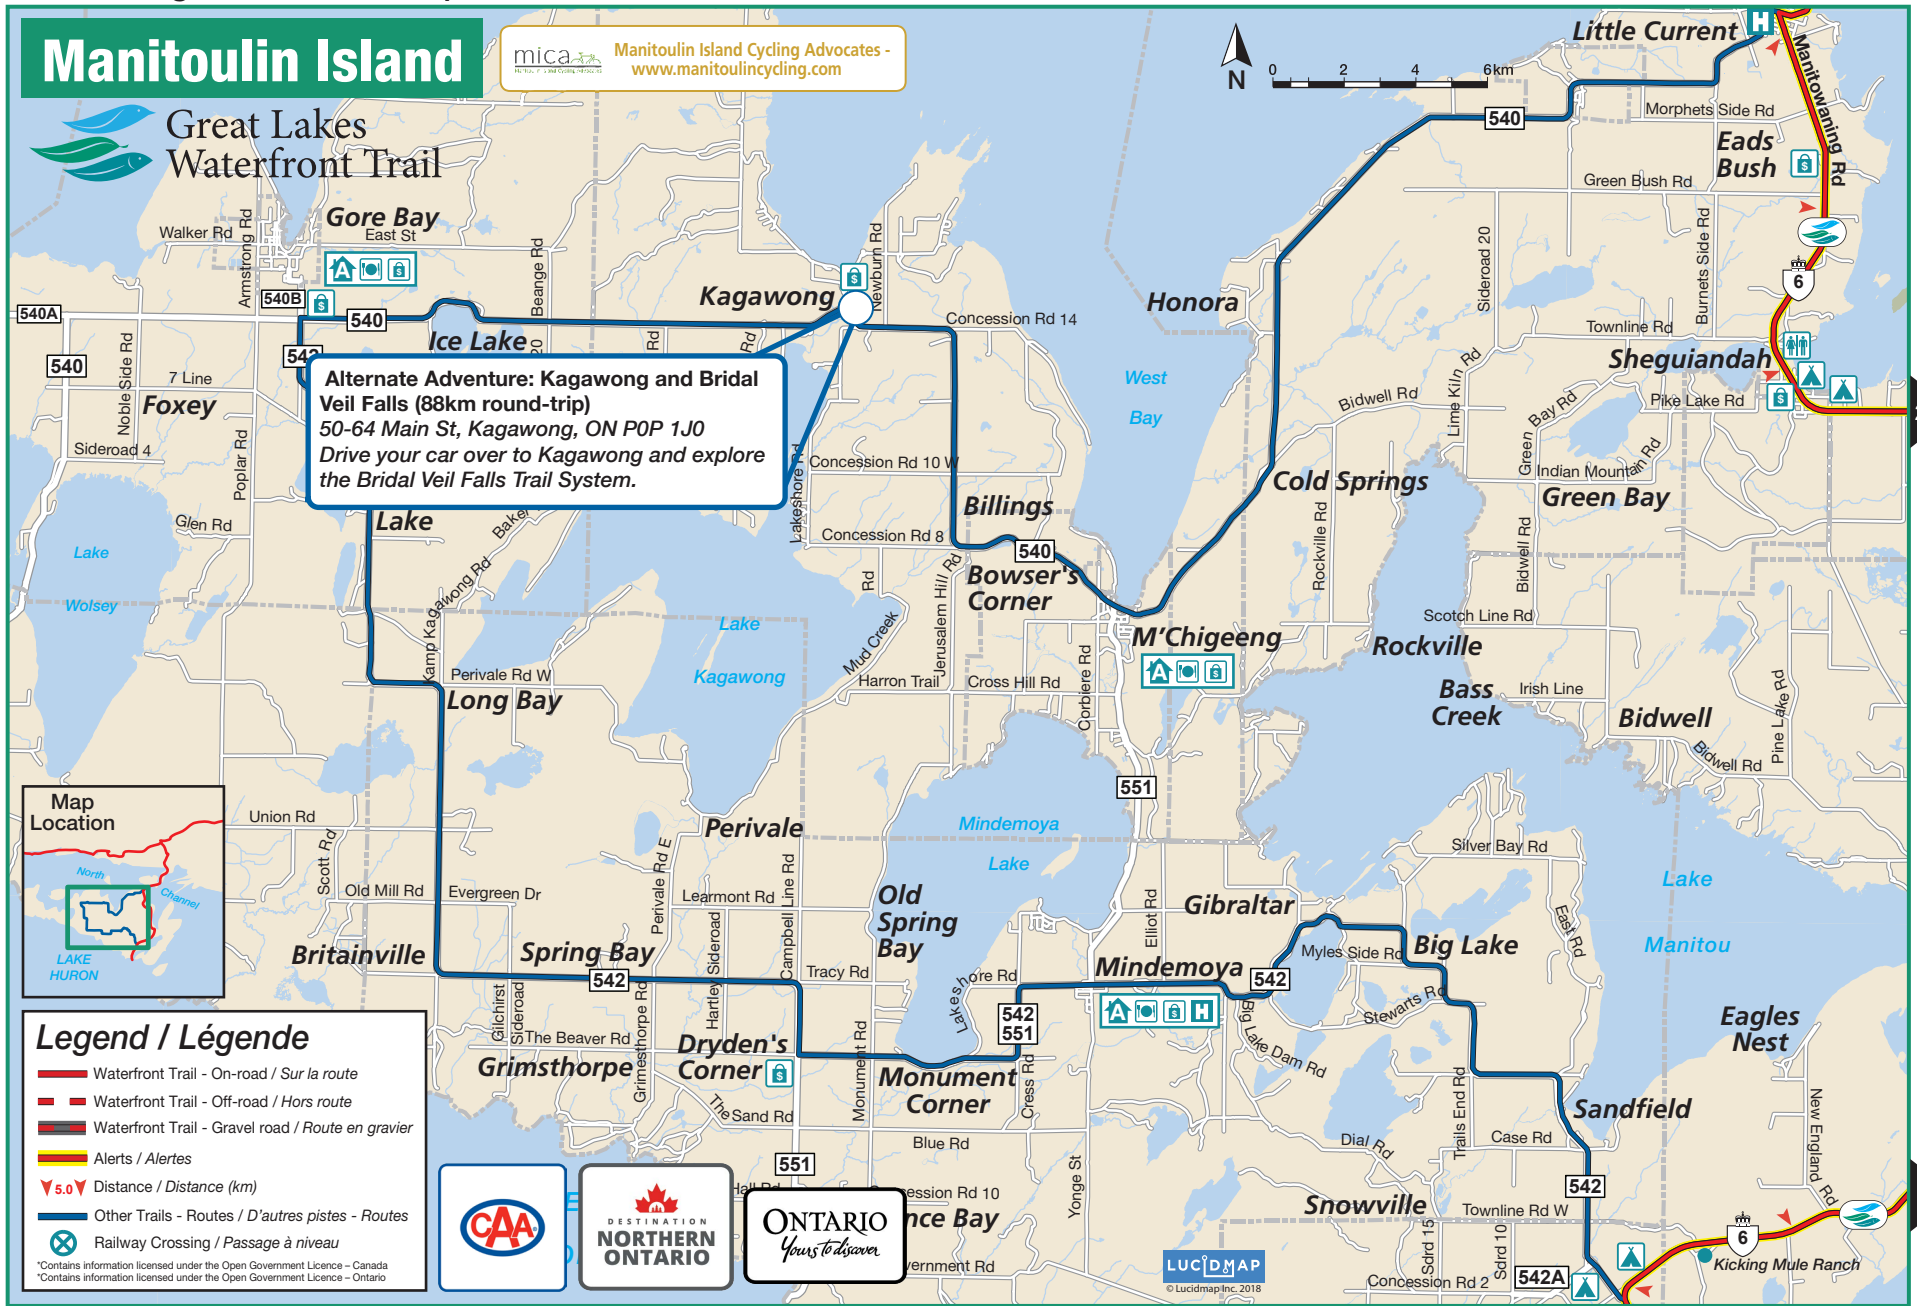 Manitoulin Island
mica
Manitoulin Island Cycling Advocates -
www.manitoulincycling.com
Great Lakes
Waterfront Trail
N
0 2 4 6km
Little Current
H
Manitowaning Rd
540
Morphets Side Rd
Eads
Bush
Green Bush Rd
Burnets Side Rd
Sideroad 20
6
Townline Rd
Sheguiandah
Pike Lake Rd
Honora
Gore Bay
East St
Walker Rd
Armstrong Rd
Beange Rd
A
540B
540A
540
540
Ice Lake
Kagawong
Newburn Rd
Concession Rd 14
20
Rd
Rd
Noble Side Rd
7 Line
Foxey
Sideroad 4
Poplar Rd
Glen Rd
Lake
Wolsey
Alternate Adventure: Kagawong and Bridal
Veil Falls (88km round-trip)
50-64 Main St, Kagawong, ON P0P 1J0
Drive your car over to Kagawong and explore
the Bridal Veil Falls Trail System.
Lake
Lakeshore Rd
Concession Rd 10 W
Concession Rd 8
Billings
540
Bowser's
Corner
West
Bay
Cold Springs
Bidwell Rd
Lime Kiln Rd
Green Bay Rd
Indian Mountain Rd
Green Bay
Rockville Rd
Bidwell Rd
Scotch Line Rd
Rockville
Bass
Creek
Irish Line
Bidwell
Bidwell Rd
Pine Lake Rd
M'Chigeeng
A
Kamp Kagawong Rd
Perivale Rd W
Long Bay
Lake
Kagawong
Rd
Mud Creek
Jerusalem Hill Rd
Harron Trail
Cross Hill Rd
Corbiere Rd
551
Mindemoya
Lake
Perivale
Union Rd
Scott Rd
Old Mill Rd
Evergreen Dr
Perivale Rd E
Learmont Rd
Campbell Line Rd
Hartley Sideroad
Old
Spring
Bay
Tracy Rd
Lakeshore Rd
Britainville
Spring Bay
542
Gilchirst
Sideroad
The Beaver Rd
Grimsthorpe
Grimesthorpe Rd
Dryden's
Corner
The Sand Rd
Monument Rd
Monument
Corner
542
551
Cress Rd
Blue Rd
Elliot Rd
Mindemoya
A
H
Gibraltar
542
Myles Side Rd
Big Lake
Stewarts Rd
Big Lake Dam Rd
Silver Bay Rd
East Rd
Lake
Manitou
Eagles
Nest
Sandfield
Trails End Rd
Case Rd
Dial Rd
New England Rd
542
Snowville
Townline Rd W
Sdrd 15
Sdrd 10
Concession Rd 2
542A
6
Kicking Mule Ranch
Yonge St
551
ession Rd 10
nce Bay
vernment Rd
Map
Location
North
Channel
LAKE
HURON
Legend / Légende
Waterfront Trail - On-road / Sur la route
Waterfront Trail - Off-road / Hors route
Waterfront Trail - Gravel road / Route en gravier
Alerts / Alertes
5.0 Distance / Distance (km)
Other Trails - Routes / D'autres pistes - Routes
Railway Crossing / Passage à niveau
*Contains information licensed under the Open Government Licence – Canada
*Contains information licensed under the Open Government Licence – Ontario
CAA
DESTINATION
NORTHERN
ONTARIO
ONTARIO
Yours to discover
LUCIDMAP
© Lucidmap Inc. 2018